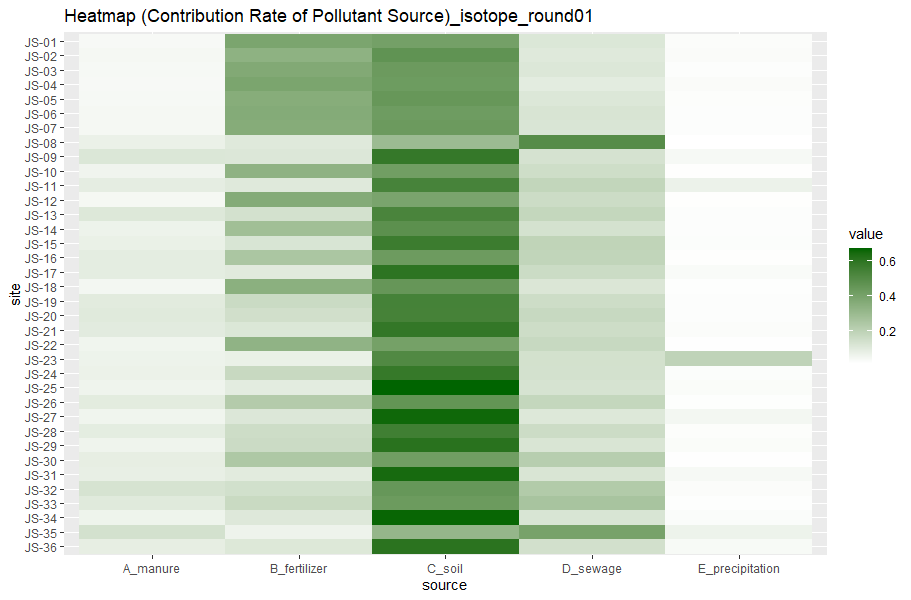 Heatmap (Contribution Rate of Pollutant Source)_isotope_round01
JS-01
JS-02
JS-03
JS-04
JS-05
JS-06
JS-07
JS-08
JS-09
JS-10
JS-11
JS-12
JS-13
JS-14
JS-15
JS-16
JS-17
JS-18
JS-19
JS-20
JS-21
JS-22
JS-23
JS-24
JS-25
JS-26
JS-27
JS-28
JS-29
JS-30
JS-31
JS-32
JS-33
JS-34
JS-35
JS-36
site
A_manure
B_fertilizer
C_soil
D_sewage
E_precipitation
source
value
0.6
0.4
0.2